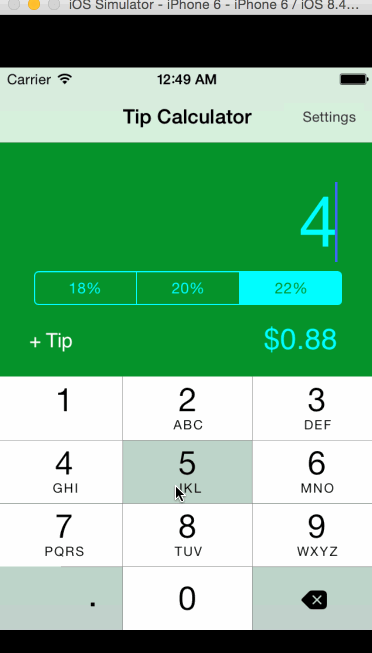 iOS Simulator - iPhone 6 - iPhone 6 / iOS 8.4...
Carrier 12:49 AM
Tip Calculator Settings
4
18% 20% 22%
+ Tip $0.88
1 2 3
ABC DEF
4 5 6
GHI JKL MNO
7 8 9
PQRS TUV WXYZ
. 0